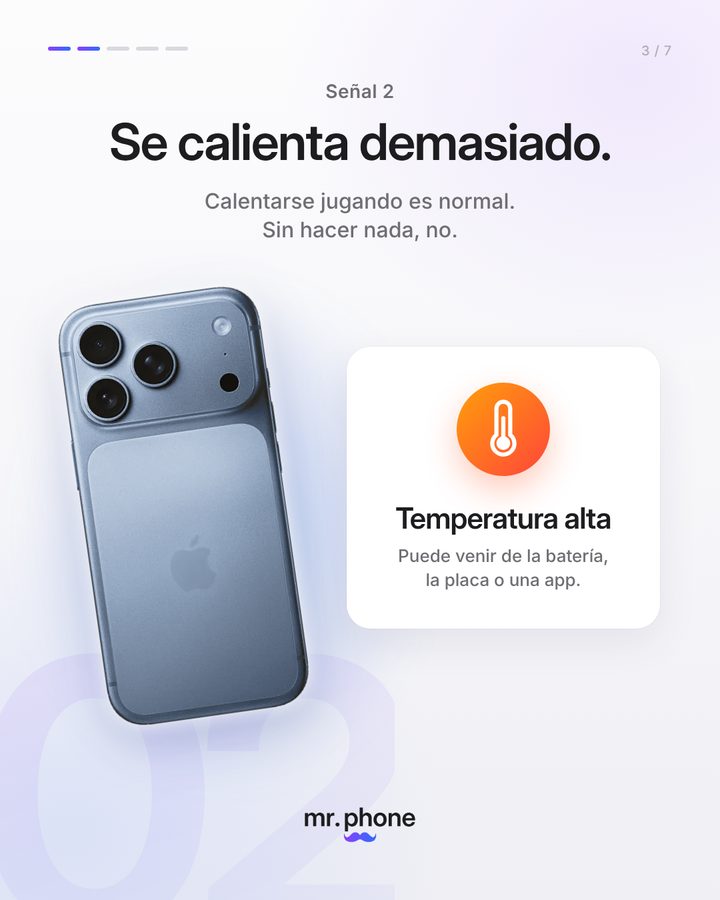 3 / 7
Señal 2
Se calienta demasiado.
Calentarse jugando es normal.
Sin hacer nada, no.
Temperatura alta
Puede venir de la batería,
la placa o una app.
02
mr. phone